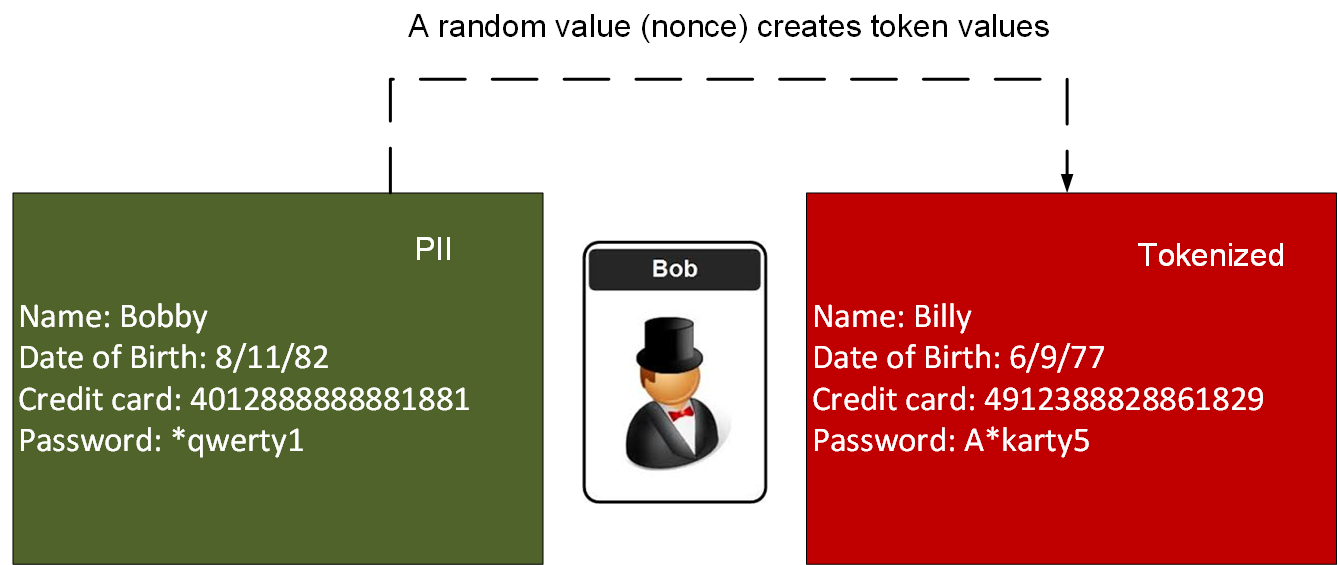 A random value (nonce) creates token values
PII
Name: Bobby
Date of Birth: 8/11/82
Credit card: 4012888888881881
Password: *qwerty1
Bob
Tokenized
Name: Billy
Date of Birth: 6/9/77
Credit card: 4912388828861829
Password: A*karty5